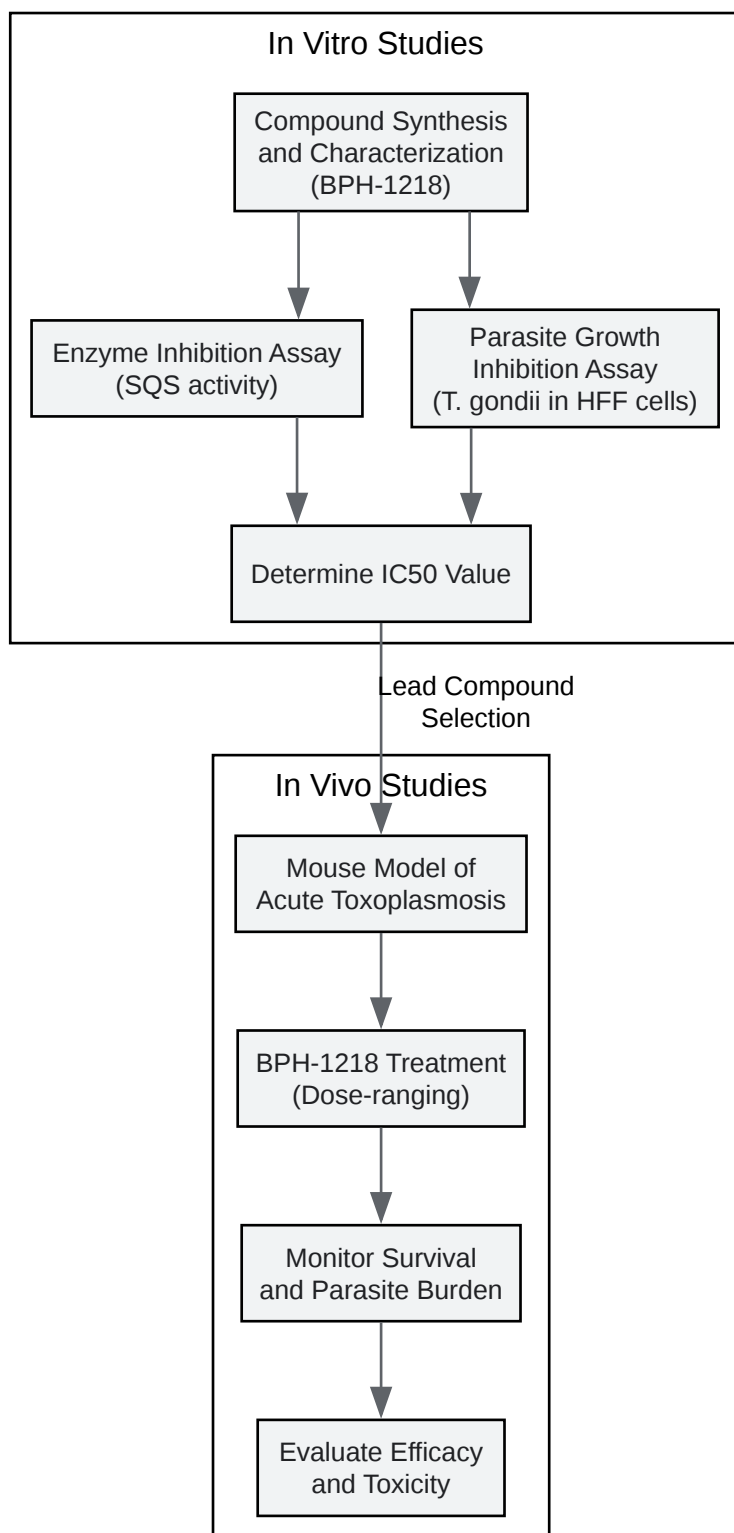 In Vitro Studies
Compound Synthesis
and Characterization
(BPH-1218)
Enzyme Inhibition Assay
(SQS activity)
Parasite Growth
Inhibition Assay
(T. gondii in HFF cells)
Determine IC50 Value
Lead Compound
Selection
In Vivo Studies
Mouse Model of
Acute Toxoplasmosis
BPH-1218 Treatment
(Dose-ranging)
Monitor Survival
and Parasite Burden
Evaluate Efficacy
and Toxicity